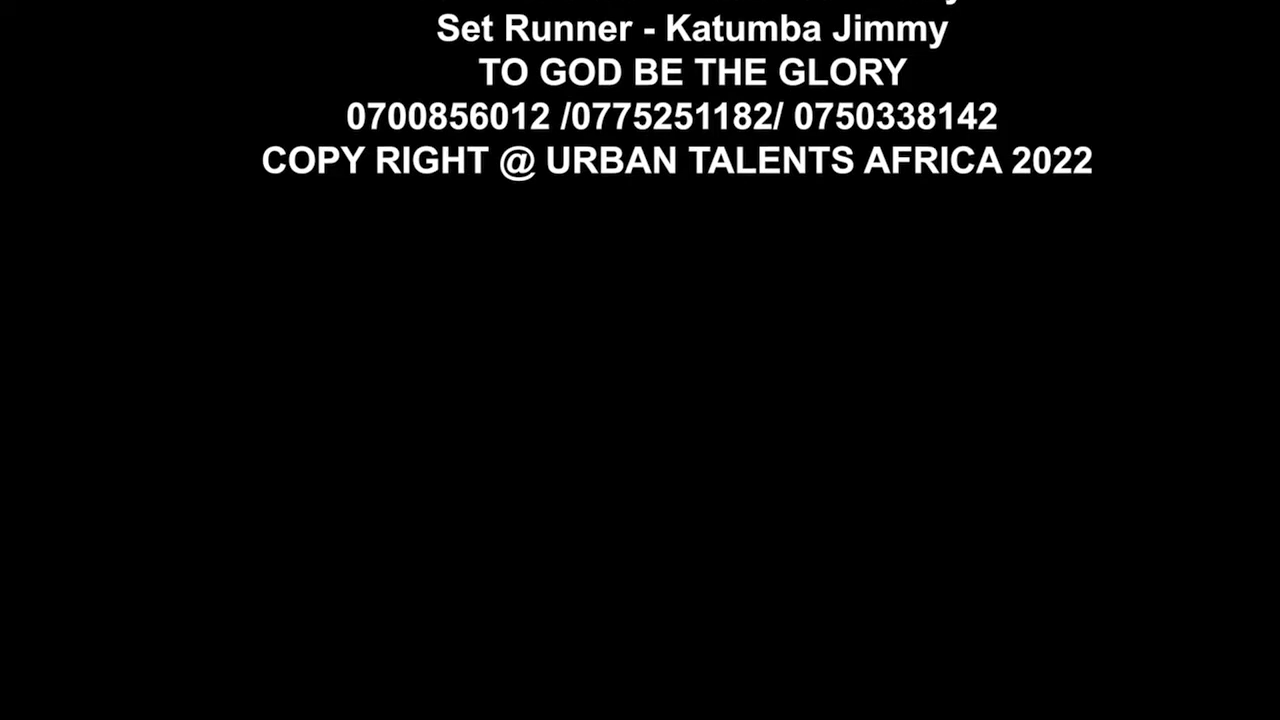 Set Runner - Katumba Jimmy
TO GOD BE THE GLORY
0700856012 /0775251182/ 0750338142
COPY RIGHT @ URBAN TALENTS AFRICA 2022